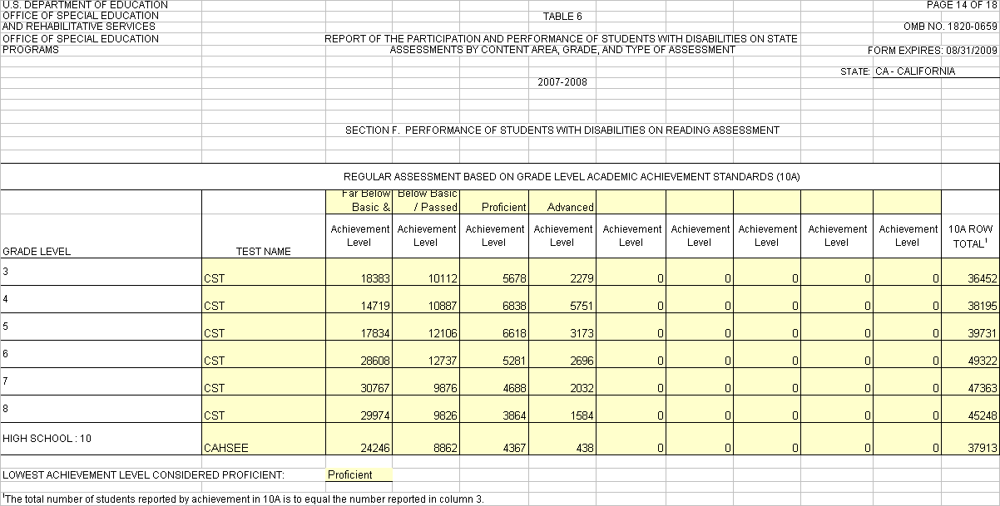 U.S. DEPARTMENT OF EDUCATION PAGE 14 OF 18
OFFICE OF SPECIAL EDUCATION TABLE 6
AND REHABILITATIVE SERVICES OMB NO. 1820-0659
OFFICE OF SPECIAL EDUCATION REPORT OF THE PARTICIPATION AND PERFORMANCE OF STUDENTS WITH DISABILITIES ON STATE
PROGRAMS ASSESSMENTS BY CONTENT AREA, GRADE, AND TYPE OF ASSESSMENT FORM EXPIRES: 08/31/2009
STATE: CA - CALIFORNIA
2007-2008
SECTION F. PERFORMANCE OF STUDENTS WITH DISABILITIES ON READING ASSESSMENT
REGULAR ASSESSMENT BASED ON GRADE LEVEL ACADEMIC ACHIEVEMENT STANDARDS (10A)
Far Below Below Basic
Basic & / Passed Proficient Advanced
Achievement Achievement Achievement Achievement Achievement Achievement Achievement Achievement Achievement 10A ROW
Level Level Level Level Level Level Level Level Level TOTAL¹
GRADE LEVEL TEST NAME
3 CST 18383 10112 5678 2279 0 0 0 0 0 36452
4 CST 14719 10887 6838 5751 0 0 0 0 0 38195
5 CST 17834 12106 6618 3173 0 0 0 0 0 39731
6 CST 28608 12737 5281 2696 0 0 0 0 0 49322
7 CST 30767 9876 4688 2032 0 0 0 0 0 47363
8 CST 29974 9826 3864 1584 0 0 0 0 0 45248
HIGH SCHOOL : 10 CAHSEE 24246 8862 4367 438 0 0 0 0 0 37913
LOWEST ACHIEVEMENT LEVEL CONSIDERED PROFICIENT: Proficient
¹The total number of students reported by achievement in 10A is to equal the number reported in column 3.